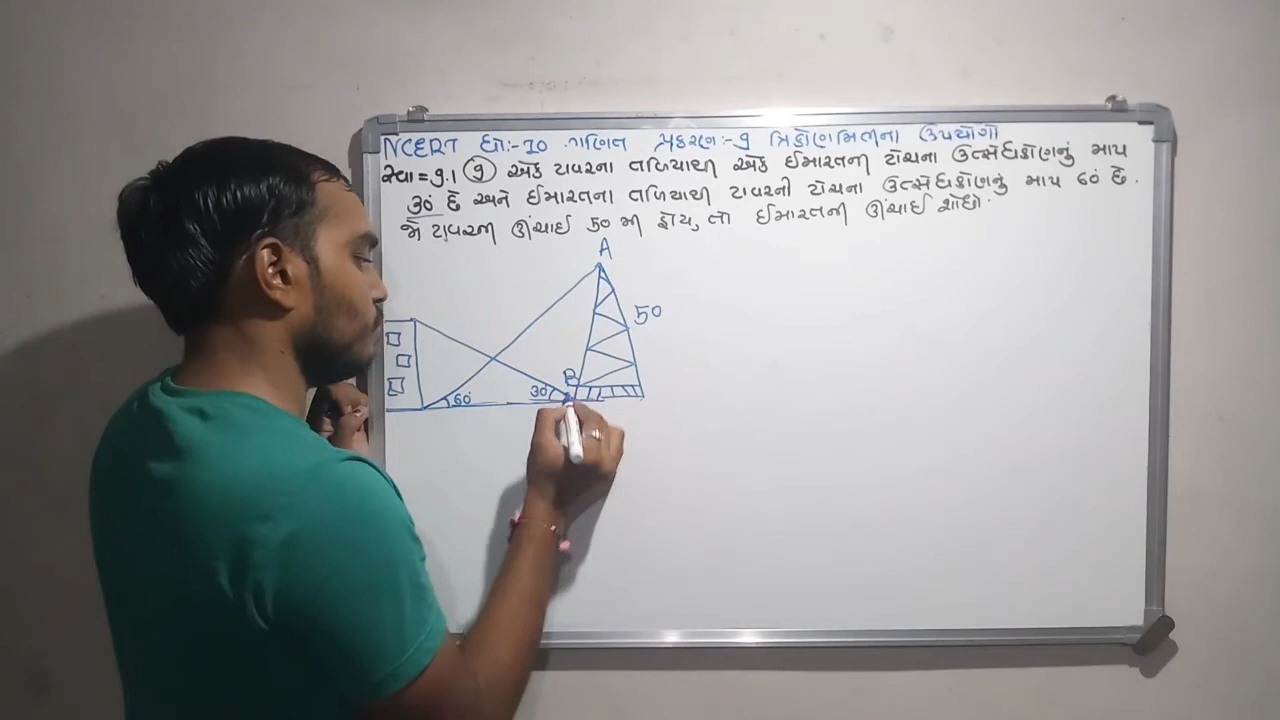 NCERT ધો:-10 ગણિત પ્રકરણ:-9 ત્રિકોણમિતિના ઉપયોગો
સ્વા=9.1 (9) એક ટાવરના તળિયાથી એક ઈમારતની ટોચના ઉત્સેધકોણનું માપ
30° છે અને ઈમારતના તળિયાથી ટાવરની ટોચના ઉત્સેધકોણનું માપ 60° છે.
જો ટાવરની ઊંચાઈ 50 મી હોય, તો ઈમારતની ઊંચાઈ શોધો.
A
50
B
60°
30°